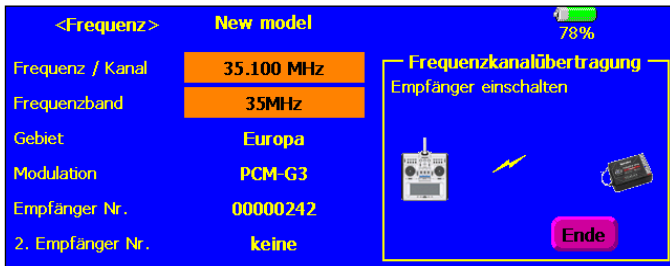 <Frequenz> New model
78%
Frequenz / Kanal 35.100 MHz
Frequenzband 35MHz
Gebiet Europa
Modulation PCM-G3
Empfänger Nr. 00000242
2. Empfänger Nr. keine
Frequenzkanalübertragung
Empfänger einschalten
Ende